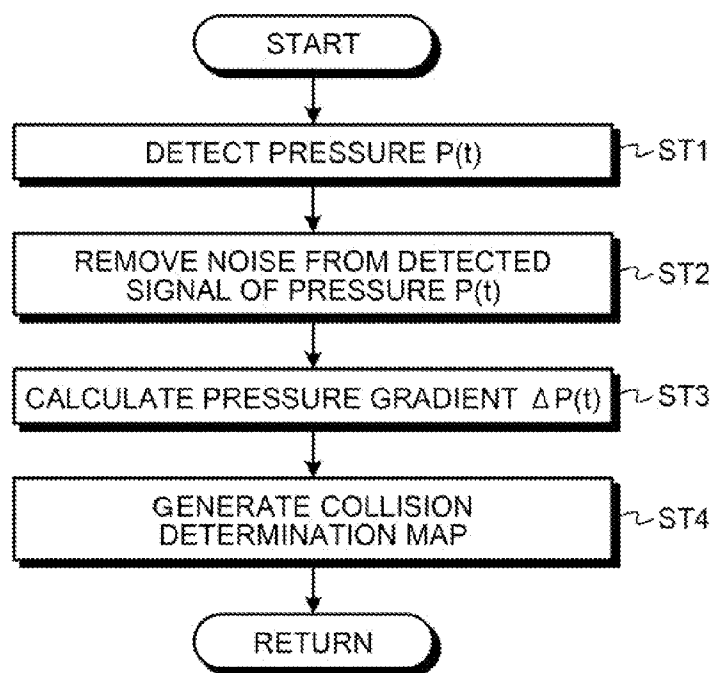 START
DETECT PRESSURE P(t)
ST1
REMOVE NOISE FROM DETECTED
SIGNAL OF PRESSURE P(t)
ST2
CALCULATE PRESSURE GRADIENT Δ P(t)
ST3
GENERATE COLLISION
DETERMINATION MAP
ST4
RETURN